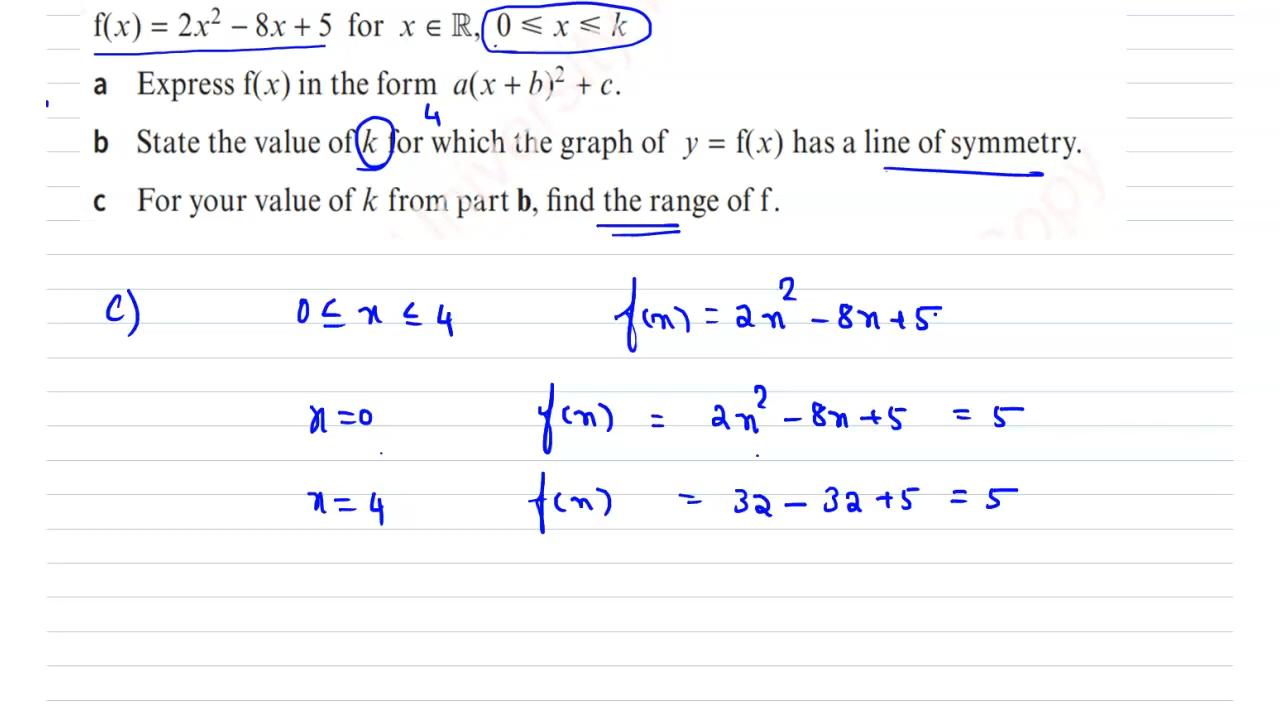 f(x) = 2x² − 8x + 5 for x ∈ ℝ, 0 ⩽ x ⩽ k
a Express f(x) in the form a(x + b)² + c.
4
b State the value of k for which the graph of y = f(x) has a line of symmetry.
c For your value of k from part b, find the range of f.
C) 0 ≤ x ≤ 4 f(x) = 2x² − 8x + 5
x = 0 f(x) = 2x² − 8x + 5 = 5
x = 4 f(x) = 32 − 32 + 5 = 5